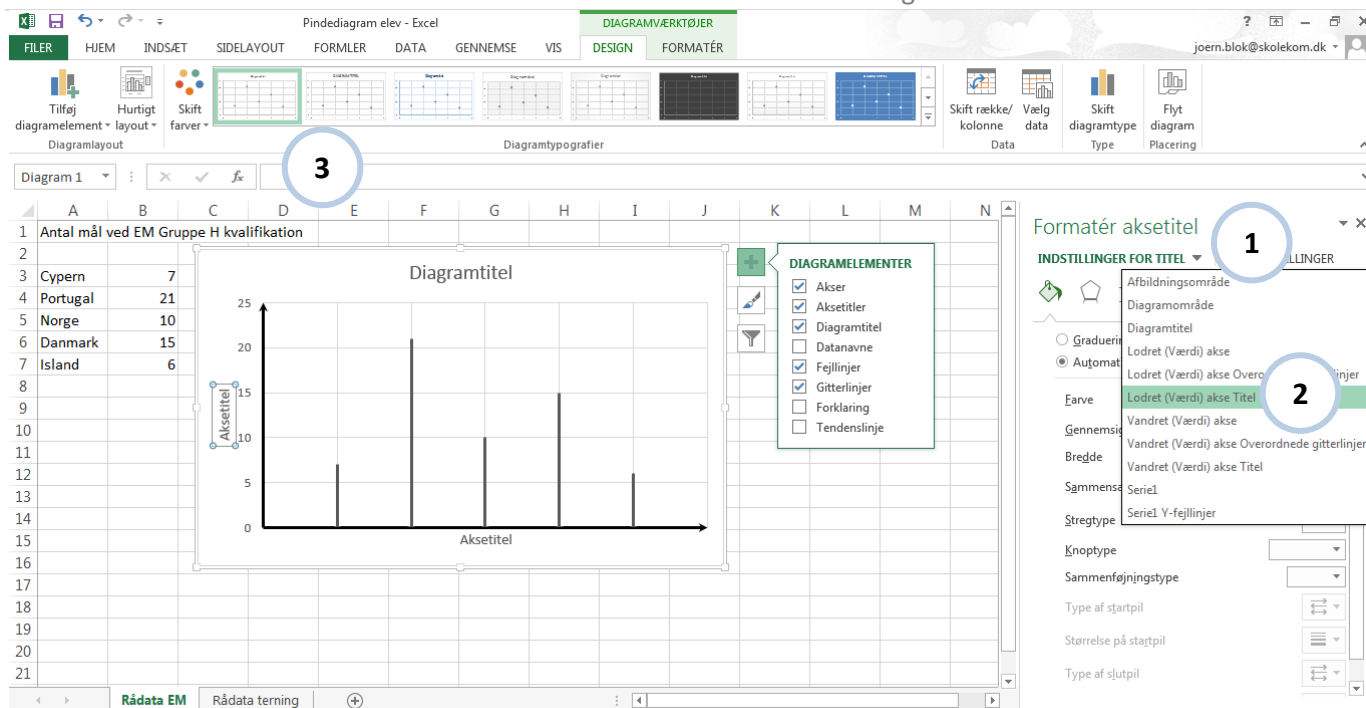 Pindediagram elev - Excel
DIAGRAMVÆRKTØJER
?
FILER HJEM INDSÆT SIDELAYOUT FORMLER DATA GENNEMSE VIS DESIGN FORMATÉR
joern.blok@skolekom.dk
Tilføj diagramelement
Hurtigt layout
Skift farver
Skift række/ kolonne
Vælg data
Skift diagramtype
Flyt diagram
Diagramlayout
Diagramtypografier
Data
Type
Placering
3
Diagram 1
fx
A B C D E F G H I J K L M N
1 Antal mål ved EM Gruppe H kvalifikation
2
3 Cypern 7
4 Portugal 21
5 Norge 10
6 Danmark 15
7 Island 6
8
9
10
11
12
13
14
15
16
17
18
19
20
21
Diagramtitel
25
20
15
10
5
0
Aksetitel
Aksetitel
DIAGRAMELEMENTER
Akser
Aksetitler
Diagramtitel
Datanavne
Fejllinjer
Gitterlinjer
Forklaring
Tendenslinje
Formatér aksetitel
1
INDSTILLINGER FOR TITEL
LLINGER
Afbildningsområde
Diagramområde
Diagramtitel
Lodret (Værdi) akse
Lodret (Værdi) akse Overo injer
Lodret (Værdi) akse Titel
2
Vandret (Værdi) akse
Vandret (Værdi) akse Overordnede gitterlinjer
Vandret (Værdi) akse Titel
Serie1
Serie1 Y-fejllinjer
Graduerin
Automat
Farve
Gennemsig
Bredde
Sammensa
Stregtype
Knoptype
Sammenføjningstype
Type af startpil
Størrelse på startpil
Type af slutpil
Rådata EM
Rådata terning